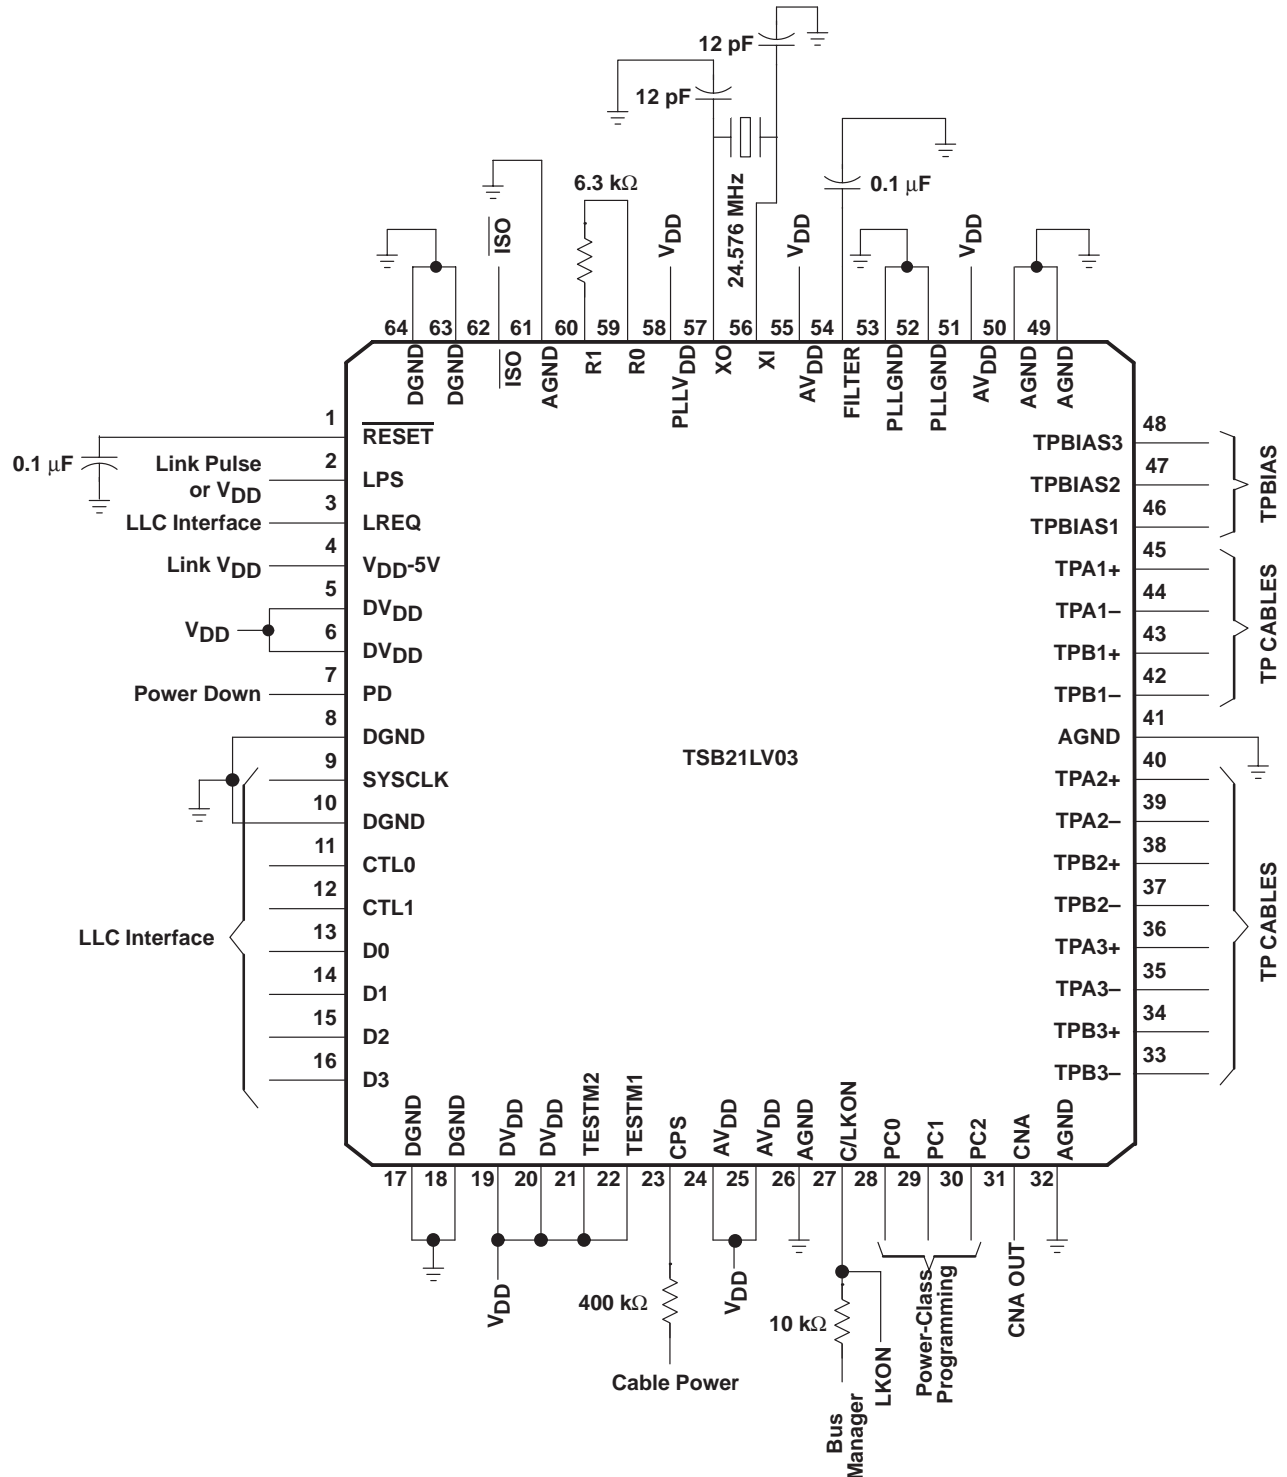 12 pF
12 pF
24.576 MHz
0.1 μF
6.3 kΩ
ISO
VDD
VDD
VDD
64
63
62
61
60
59
58
57
56
55
54
53
52
51
50
49
DGND
DGND
ISO
AGND
R1
R0
PLLVDD
XO
XI
AVDD
FILTER
PLLGND
PLLGND
AVDD
AGND
AGND
0.1 μF
1
RESET
Link Pulse
or VDD
2
LPS
LLC Interface
3
LREQ
Link VDD
4
VDD-5V
5
DVDD
VDD
6
DVDD
Power Down
7
PD
8
DGND
9
SYSCLK
10
DGND
11
CTL0
12
CTL1
LLC Interface
13
D0
14
D1
15
D2
16
D3
TSB21LV03
48
TPBIAS3
47
TPBIAS2
46
TPBIAS1
TPBIAS
45
TPA1+
44
TPA1–
43
TPB1+
42
TPB1–
TP CABLES
41
AGND
40
TPA2+
39
TPA2–
38
TPB2+
37
TPB2–
36
TPA3+
35
TPA3–
34
TPB3+
33
TPB3–
TP CABLES
DGND
DGND
DVDD
DVDD
TESTM2
TESTM1
CPS
AVDD
AVDD
AGND
C/LKON
PC0
PC1
PC2
CNA
AGND
17
18
19
20
21
22
23
24
25
26
27
28
29
30
31
32
VDD
400 kΩ
Cable Power
VDD
10 kΩ
Bus
Manager
LKON
Power-Class
Programming
CNA OUT